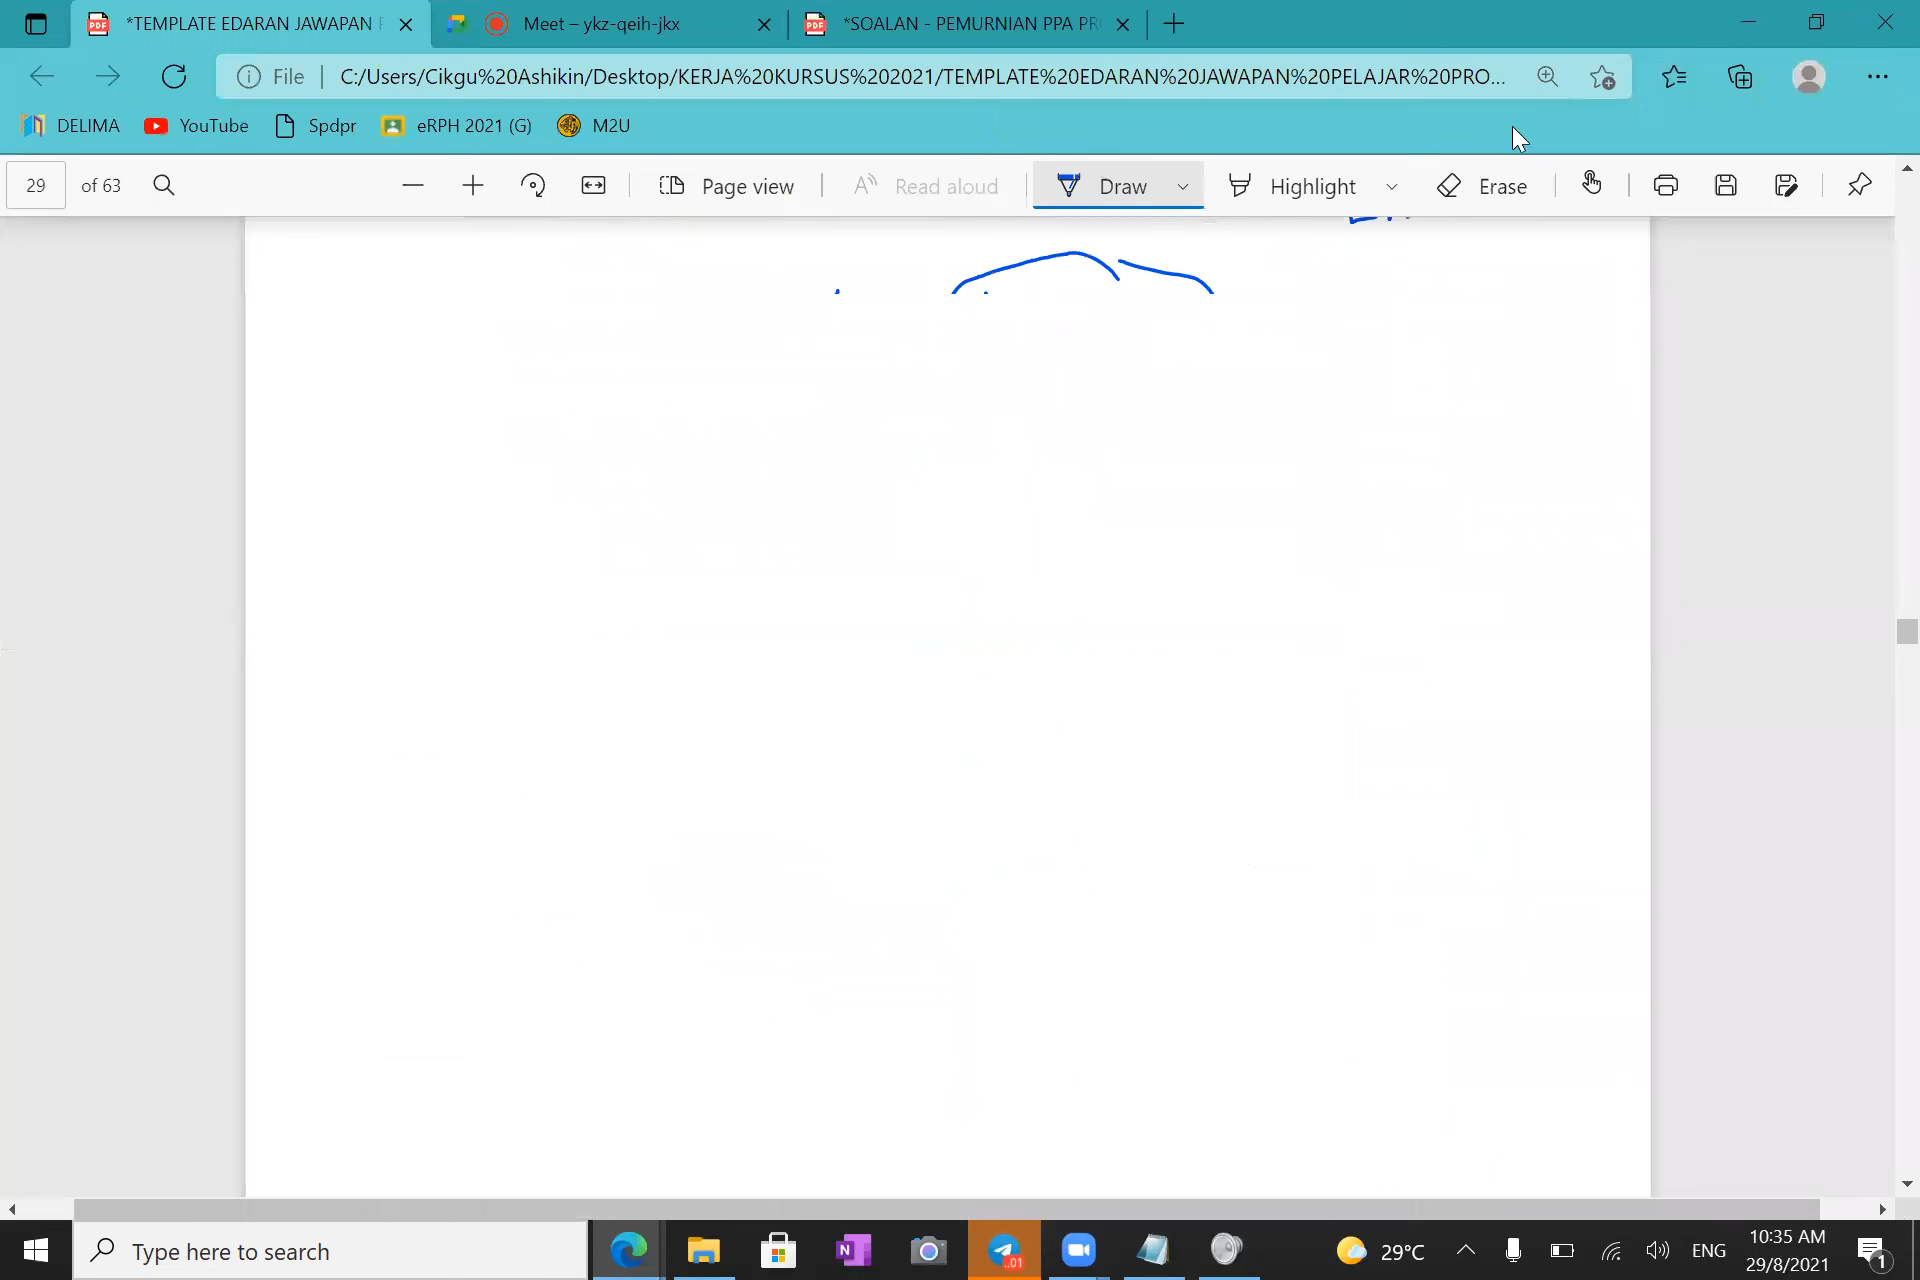 *TEMPLATE EDARAN JAWAPAN
Meet – ykz-qeih-jkx
*SOALAN - PEMURNIAN PPA PR
File
C:/Users/Cikgu%20Ashikin/Desktop/KERJA%20KURSUS%202021/TEMPLATE%20EDARAN%20JAWAPAN%20PELAJAR%20PRO...
DELIMA
YouTube
Spdpr
eRPH 2021 (G)
M2U
29 of 63
Page view
Read aloud
Draw
Highlight
Erase
Type here to search
29°C
ENG
10:35 AM
29/8/2021
1